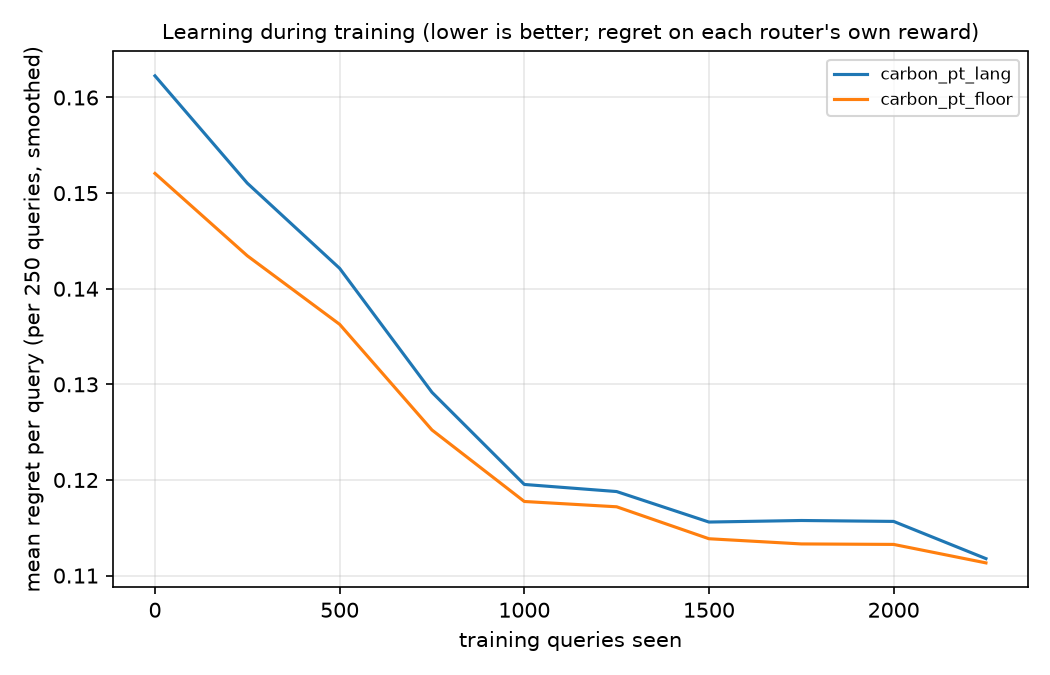 Learning during training (lower is better; regret on each router's own reward)
mean regret per query (per 250 queries, smoothed)
carbon_pt_lang
carbon_pt_floor
0.16
0.15
0.14
0.13
0.12
0.11
0
500
1000
1500
2000
training queries seen